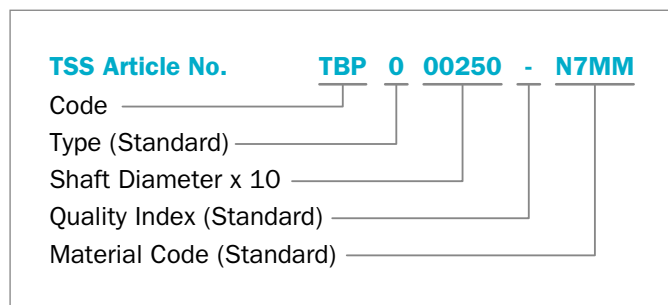 TSS Article No. TBP 0 00250 - N7MM
Code
Type (Standard)
Shaft Diameter x 10
Quality Index (Standard)
Material Code (Standard)